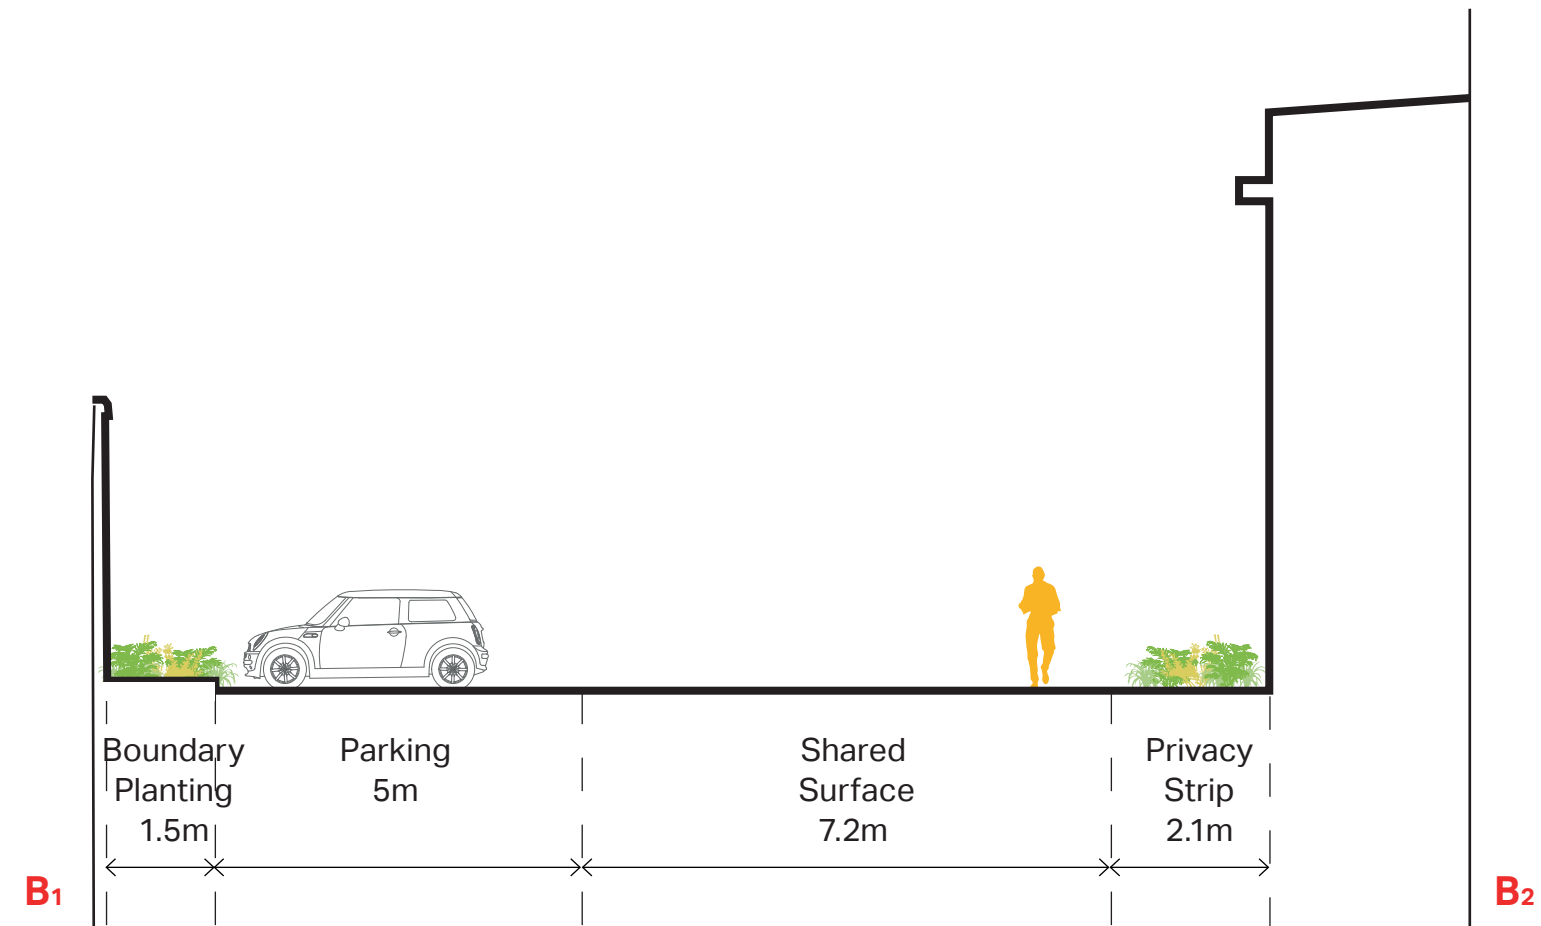 Boundary
Planting
1.5m
Parking
5m
Shared
Surface
7.2m
Privacy
Strip
2.1m
B1
B2